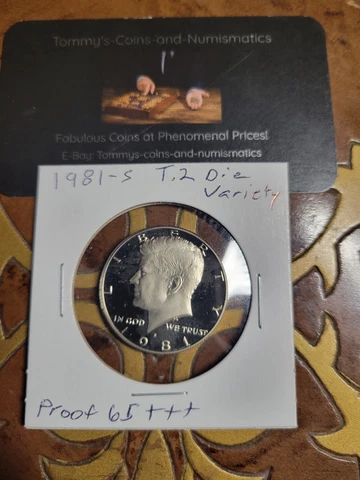 Tommy's-Coins-and-Numismatics
Fabulous Coins at Phenomenal Prices!
E-Bay: Tommys-coins-and-numismatics
1981-S T.2 Die
Variety
LIBERTY
IN GOD WE TRUST
1981
Proof 65+++